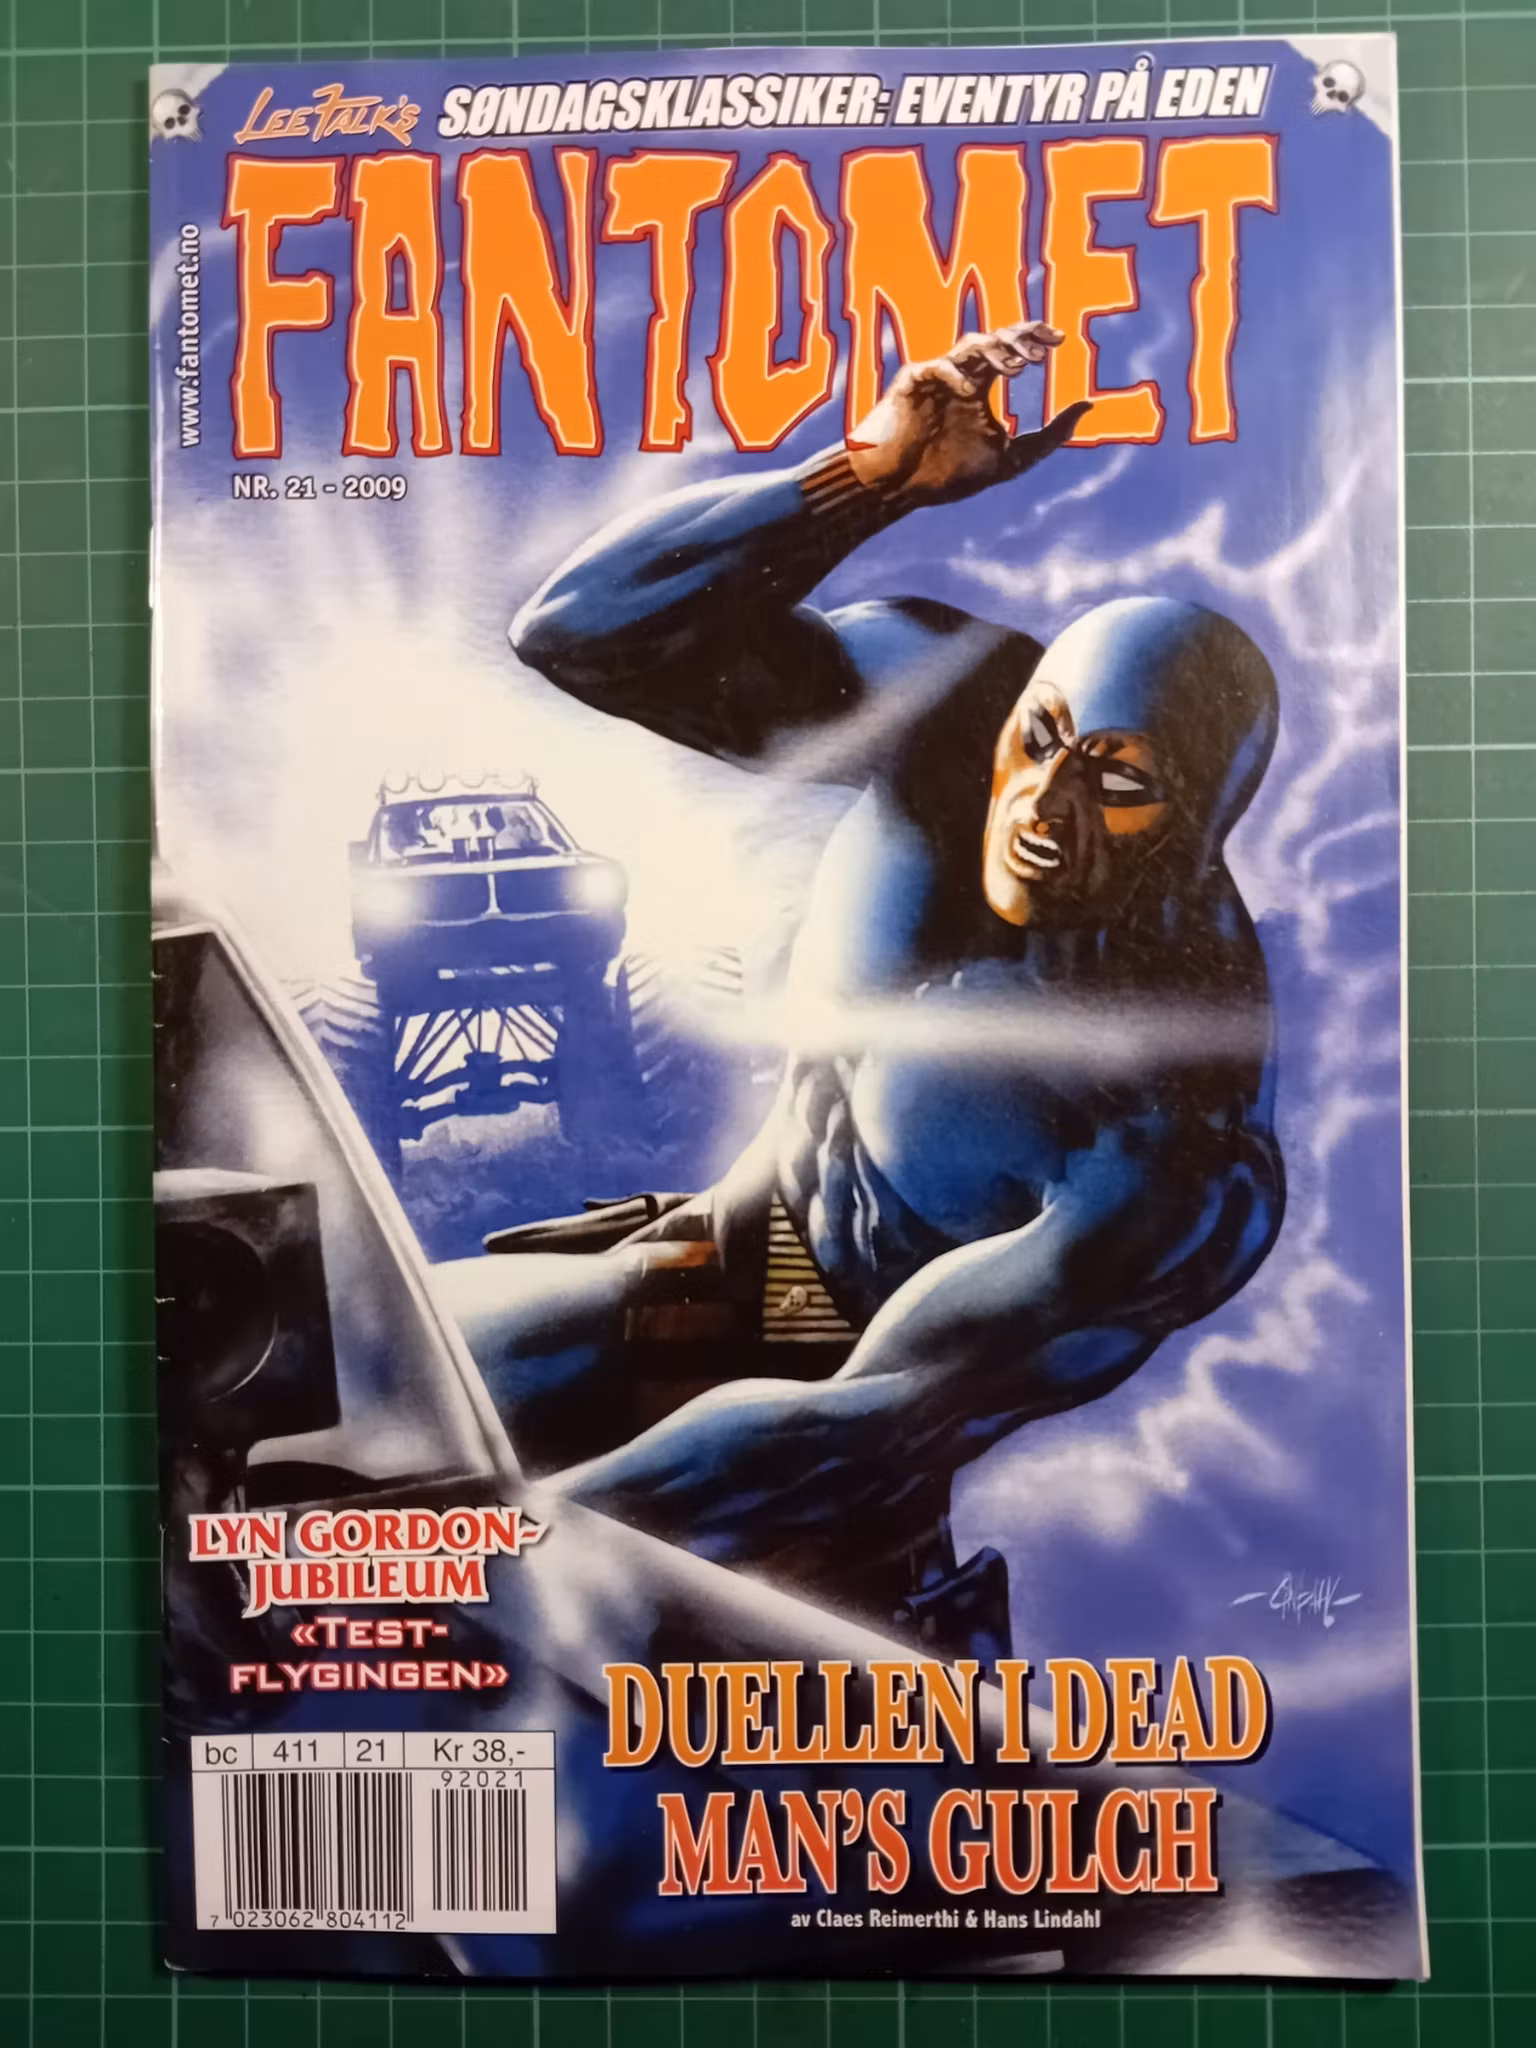 LEE FALK'S
SØNDAGSKLASSIKER: EVENTYR PÅ EDEN
FANTOMET
www.fantomet.no
NR. 21 - 2009
LYN GORDON-
JUBILEUM
«TEST-
FLYGINGEN»
DUELLEN I DEAD
MAN'S GULCH
av Claes Reimerthi & Hans Lindahl
bc 411 21 Kr 38,-
92021
7 023062 804112